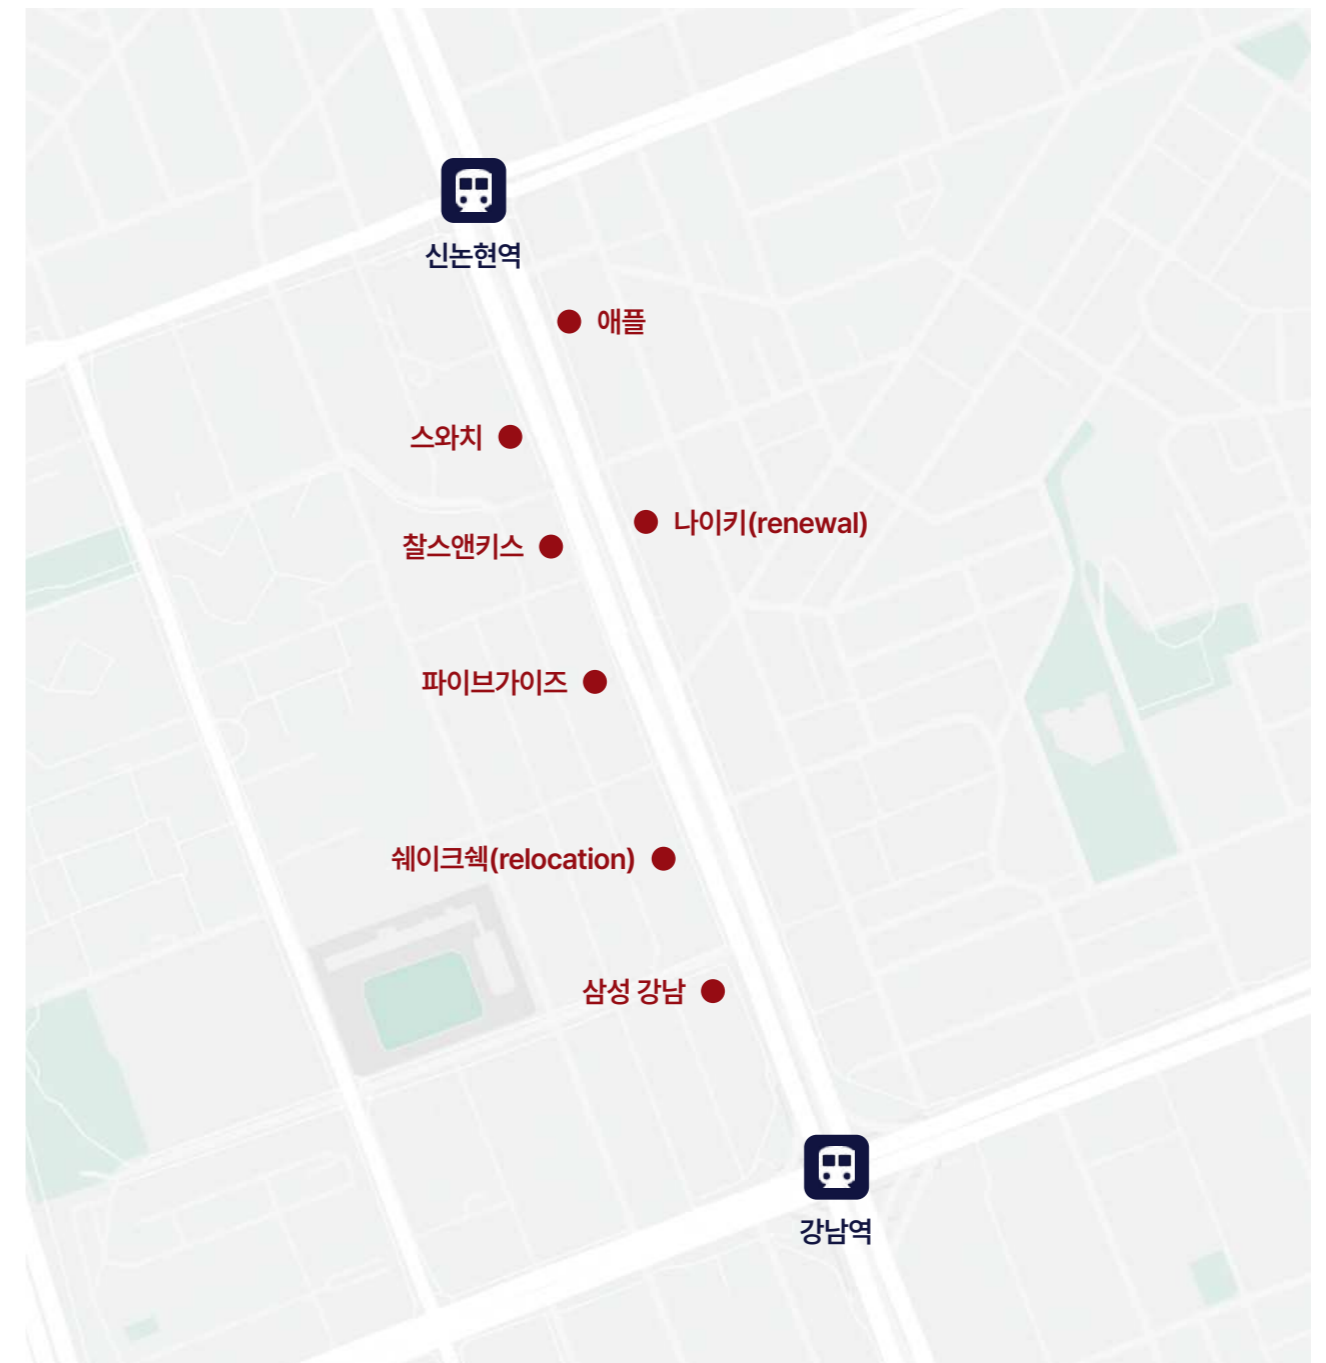 신논현역
애플
스와치
나이키(renewal)
찰스앤키스
파이브가이즈
쉐이크쉑(relocation)
삼성 강남
강남역